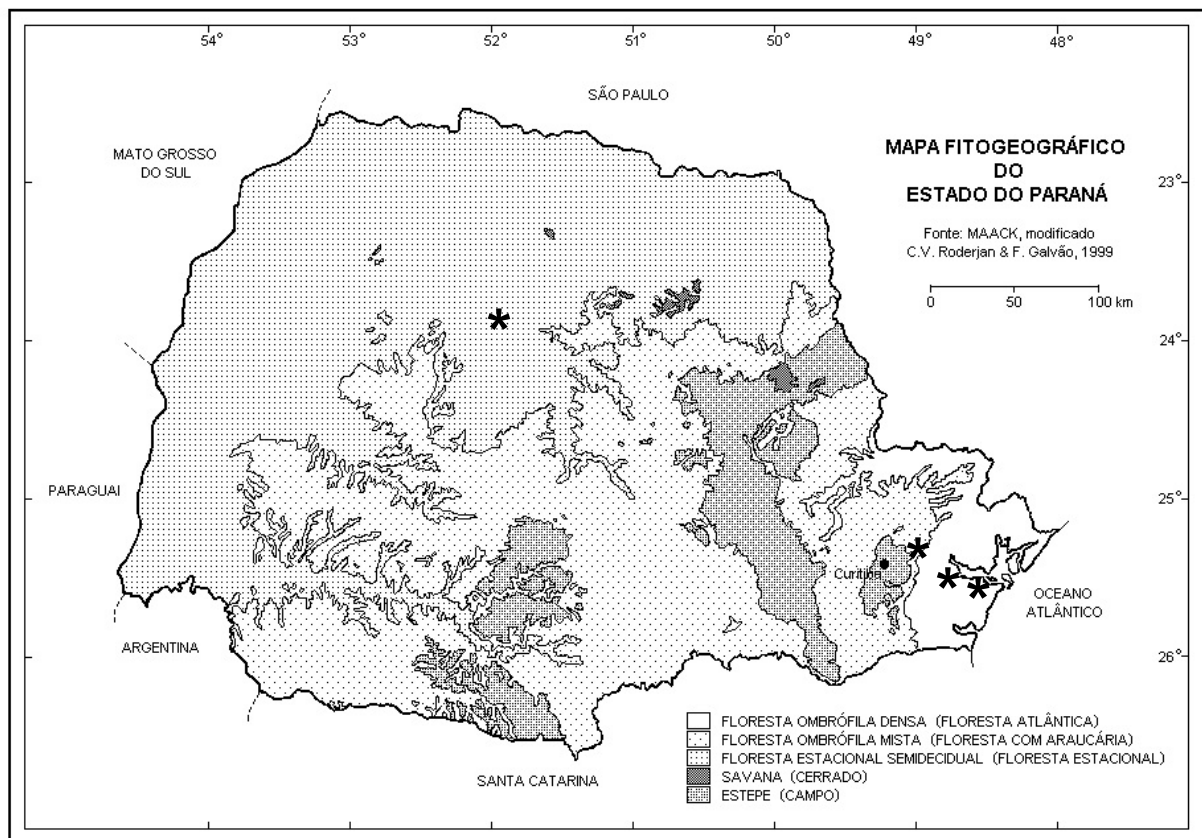 54° 53° 52° 51° 50° 49° 48°
SÃO PAULO
MATO GROSSO
DO SUL
MAPA FITOGEOGRÁFICO
DO
ESTADO DO PARANÁ
23°
Fonte: MAACK, modificado
C.V. Roderjan & F. Galvão, 1999
0 50 100 km
24°
PARAGUAI
25°
Curitiba
OCEANO
ATLÂNTICO
ARGENTINA
26°
FLORESTA OMBRÓFILA DENSA (FLORESTA ATLÂNTICA)
FLORESTA OMBRÓFILA MISTA (FLORESTA COM ARAUCÁRIA)
FLORESTA ESTACIONAL SEMIDECIDUAL (FLORESTA ESTACIONAL)
SAVANA (CERRADO)
ESTEPE (CAMPO)
SANTA CATARINA